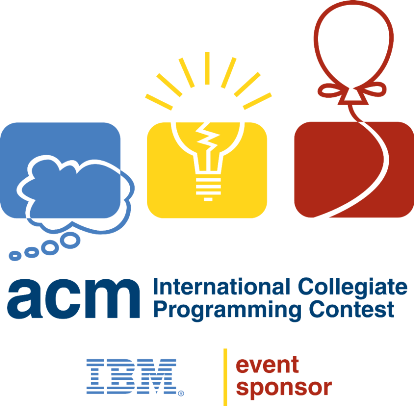 acm International Collegiate
Programming Contest
IBM® event
sponsor